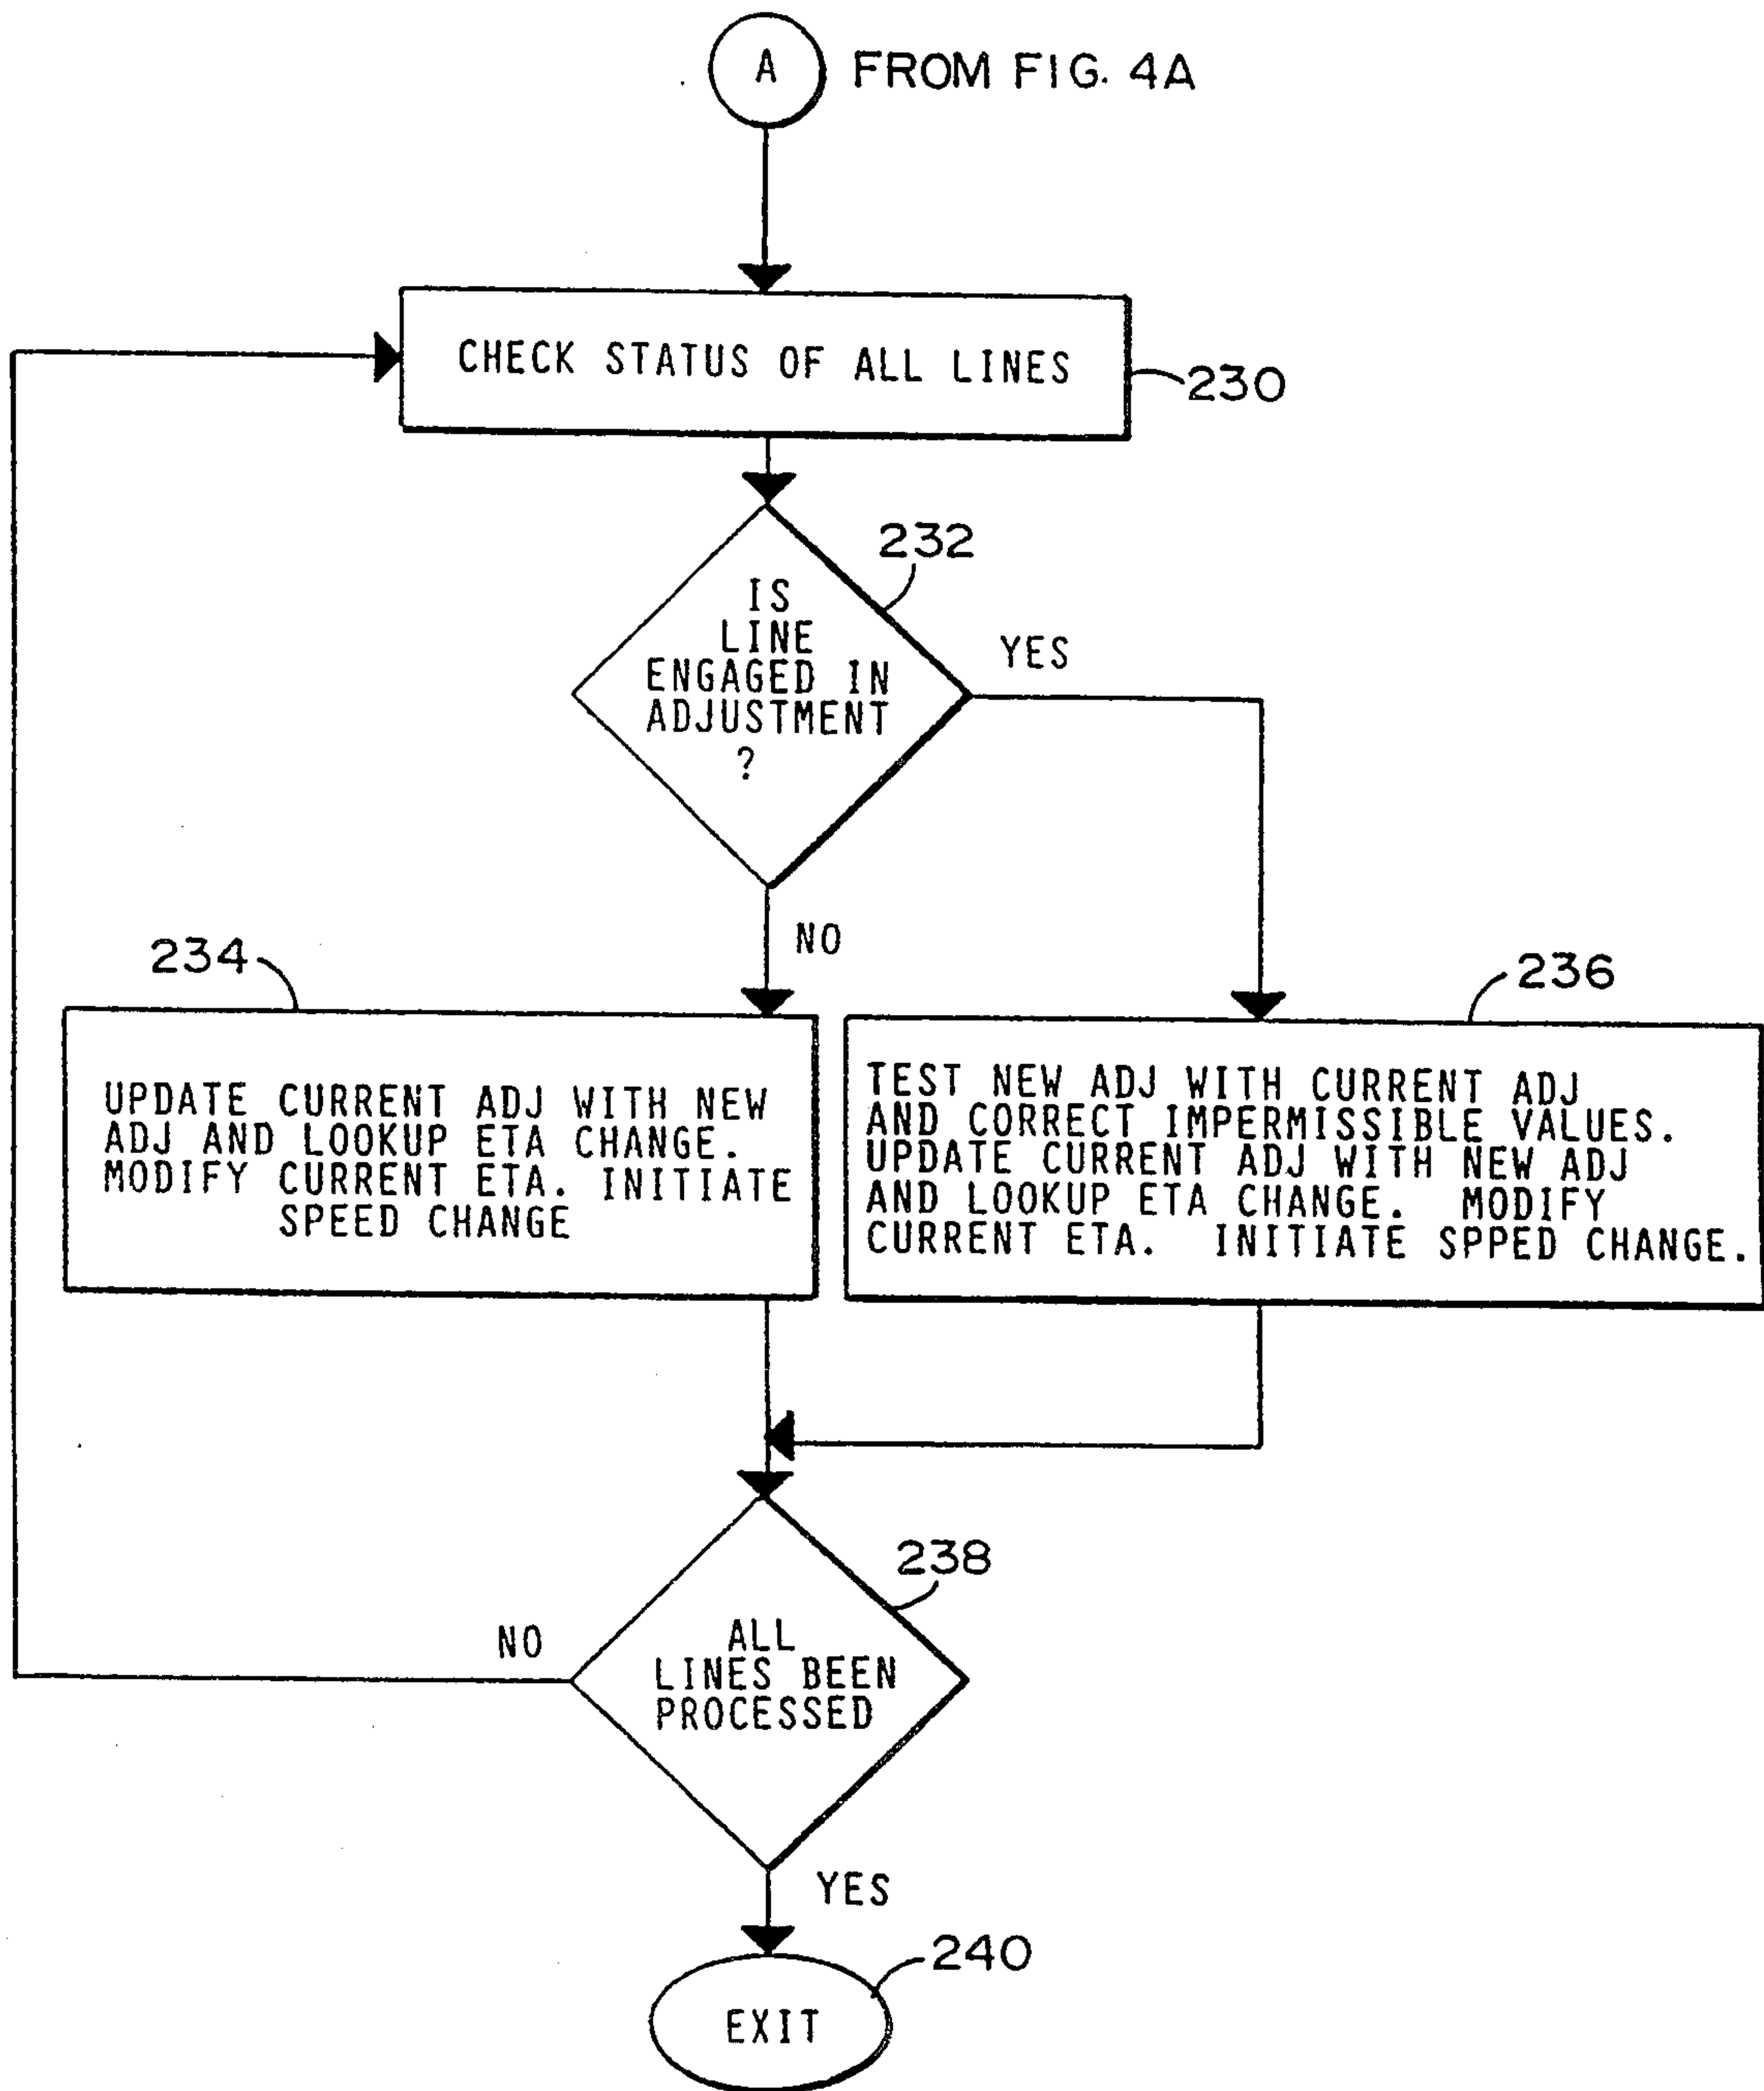 A FROM FIG. 4A
CHECK STATUS OF ALL LINES
230
232
IS
LINE
ENGAGED IN
ADJUSTMENT
?
YES
NO
234
236
UPDATE CURRENT ADJ WITH NEW
ADJ AND LOOKUP ETA CHANGE.
MODIFY CURRENT ETA. INITIATE
SPEED CHANGE
TEST NEW ADJ WITH CURRENT ADJ
AND CORRECT IMPERMISSIBLE VALUES.
UPDATE CURRENT ADJ WITH NEW ADJ
AND LOOKUP ETA CHANGE. MODIFY
CURRENT ETA. INITIATE SPPED CHANGE.
238
NO
ALL
LINES BEEN
PROCESSED
YES
240
EXIT